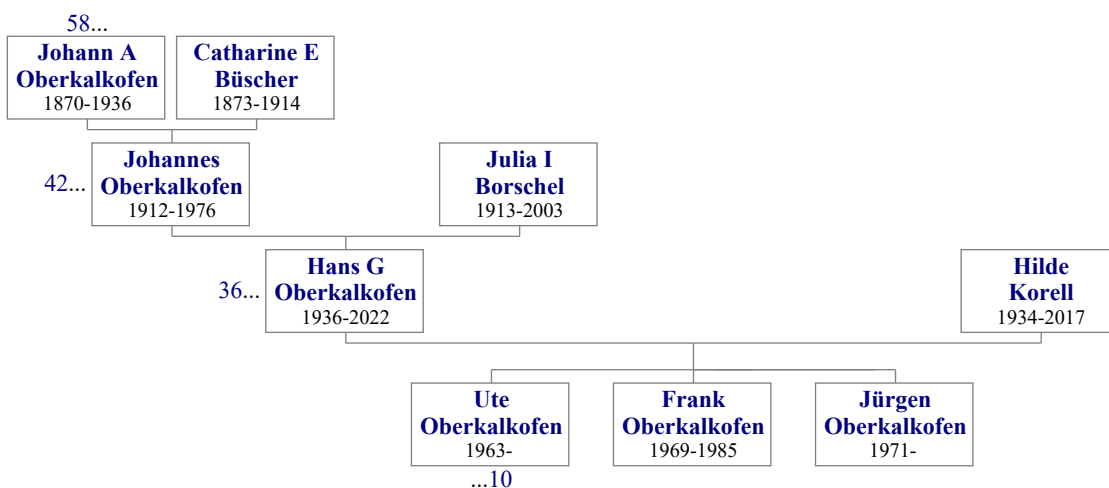 58...
Johann A
Oberkalkofen
1870-1936
Catharine E
Büscher
1873-1914
42...
Johannes
Oberkalkofen
1912-1976
Julia I
Borschel
1913-2003
36...
Hans G
Oberkalkofen
1936-2022
Hilde
Korell
1934-2017
Ute
Oberkalkofen
1963-
...10
Frank
Oberkalkofen
1969-1985
Jürgen
Oberkalkofen
1971-